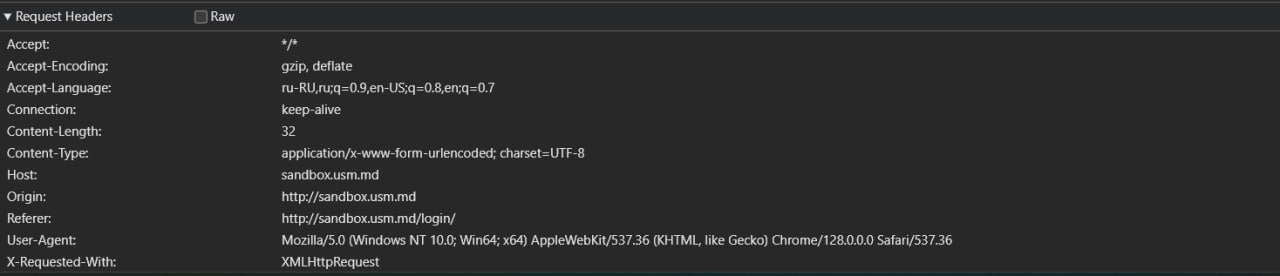 Request Headers Raw
Accept: */*
Accept-Encoding: gzip, deflate
Accept-Language: ru-RU,ru;q=0.9,en-US;q=0.8,en;q=0.7
Connection: keep-alive
Content-Length: 32
Content-Type: application/x-www-form-urlencoded; charset=UTF-8
Host: sandbox.usm.md
Origin: http://sandbox.usm.md
Referer: http://sandbox.usm.md/login/
User-Agent: Mozilla/5.0 (Windows NT 10.0; Win64; x64) AppleWebKit/537.36 (KHTML, like Gecko) Chrome/128.0.0.0 Safari/537.36
X-Requested-With: XMLHttpRequest